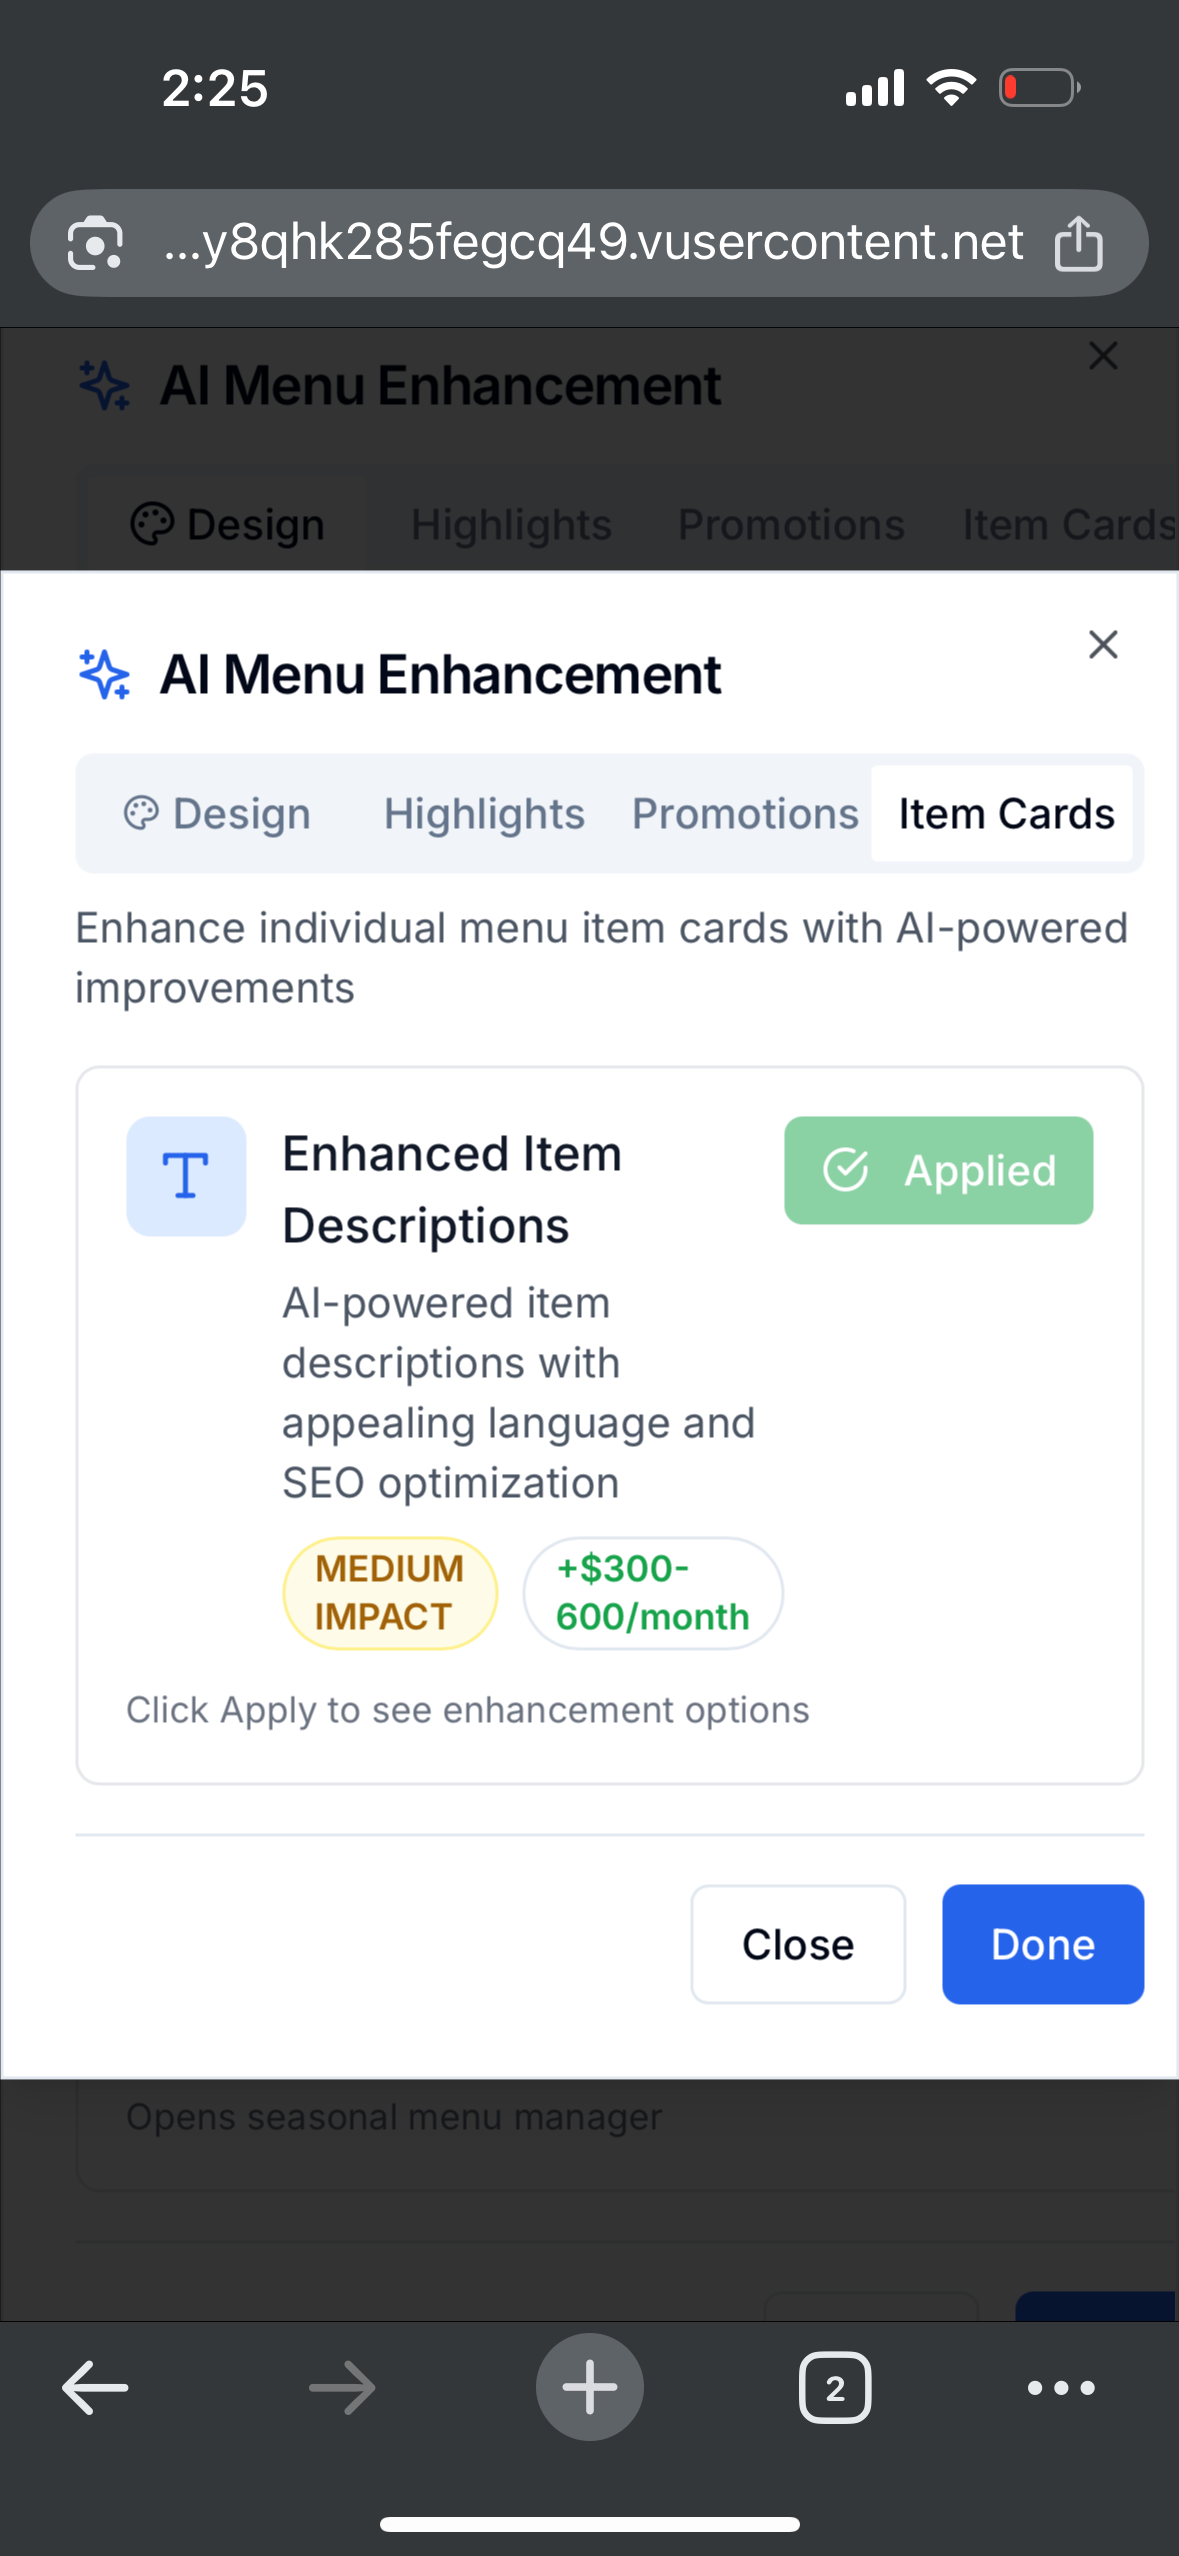 2:25
...y8qhk285fegcq49.vusercontent.net
AI Menu Enhancement
Design Highlights Promotions Item Cards
AI Menu Enhancement
Design Highlights Promotions Item Cards
Enhance individual menu item cards with AI-powered
improvements
T
Enhanced Item
Descriptions
Applied
AI-powered item
descriptions with
appealing language and
SEO optimization
MEDIUM
IMPACT
+$300-
600/month
Click Apply to see enhancement options
Close Done
Opens seasonal menu manager
2